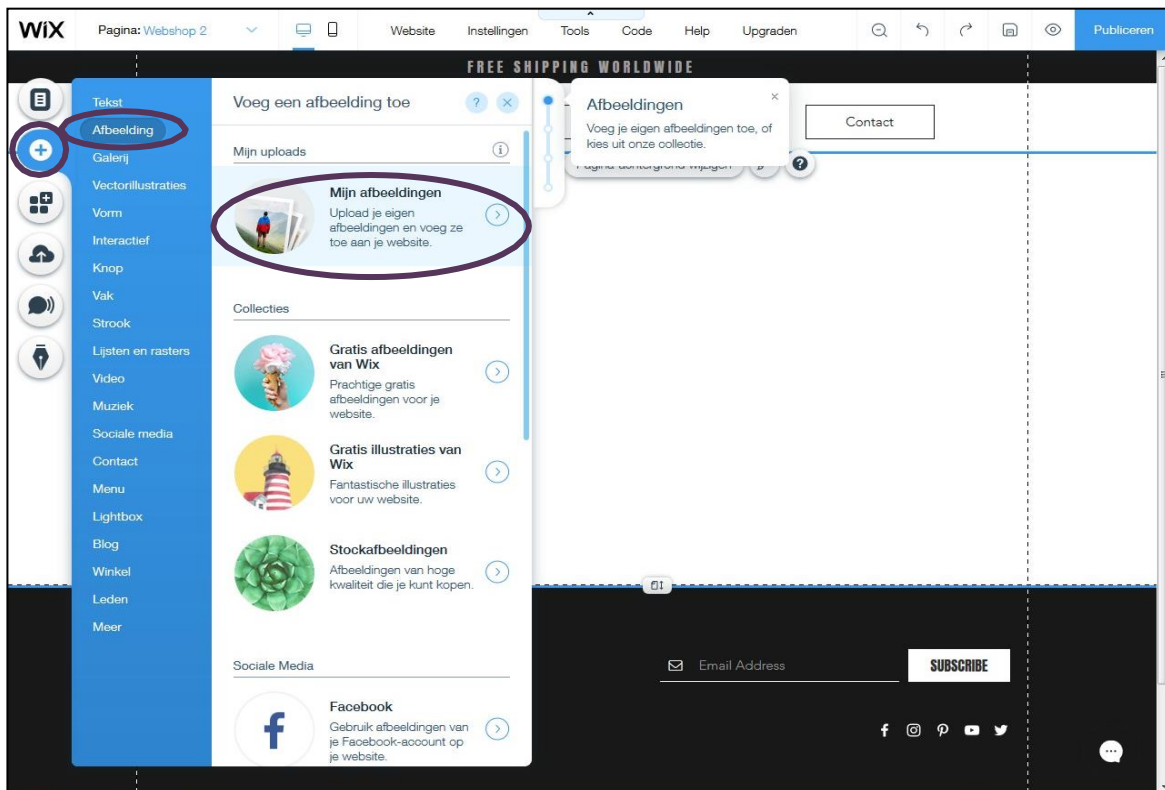 WiX
Pagina: Webshop 2
Website
Instellingen
Tools
Code
Help
Upgraden
Publiceren
FREE SHIPPING WORLDWIDE
Tekst
Afbeelding
Galerij
Vectorillustraties
Vorm
Interactief
Knop
Vak
Strook
Lijsten en rasters
Video
Muziek
Sociale media
Contact
Menu
Lightbox
Blog
Winkel
Leden
Meer
Voeg een afbeelding toe
?
Mijn uploads
Mijn afbeeldingen
Upload je eigen
afbeeldingen en voeg ze
toe aan je website.
Collecties
Gratis afbeeldingen
van Wix
Prachtige gratis
afbeeldingen voor je
website.
Gratis illustraties van
Wix
Fantastische illustraties
voor uw website.
Stockafbeeldingen
Afbeeldingen van hoge
kwaliteit die je kunt kopen.
Sociale Media
Facebook
Gebruik afbeeldingen van
je Facebook-account op
je website.
Afbeeldingen
Voeg je eigen afbeeldingen toe, of
kies uit onze collectie.
Pagina-achtergrond wijzigen
?
Contact
Email Address
SUBSCRIBE